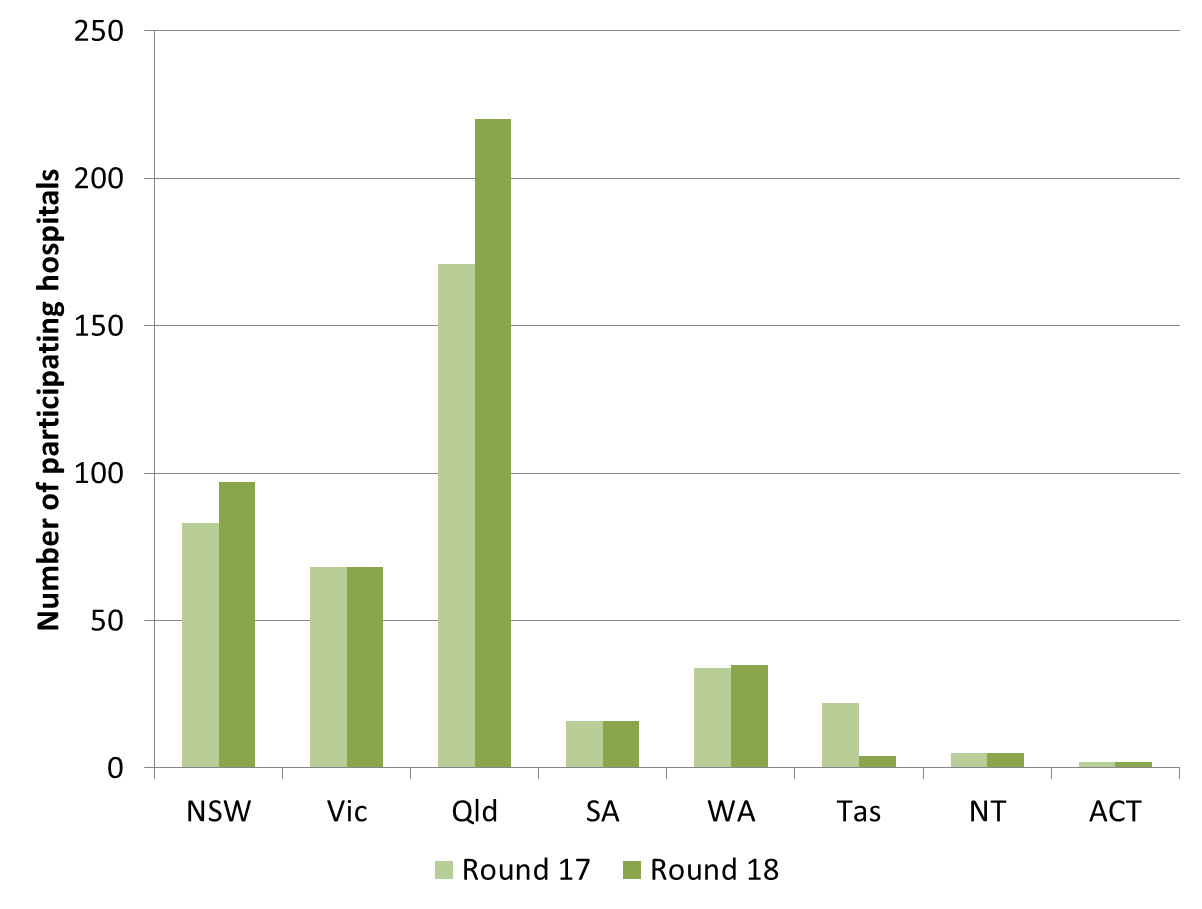 Number of participating hospitals
250
200
150
100
50
0
NSW Vic Qld SA WA Tas NT ACT
Round 17 Round 18